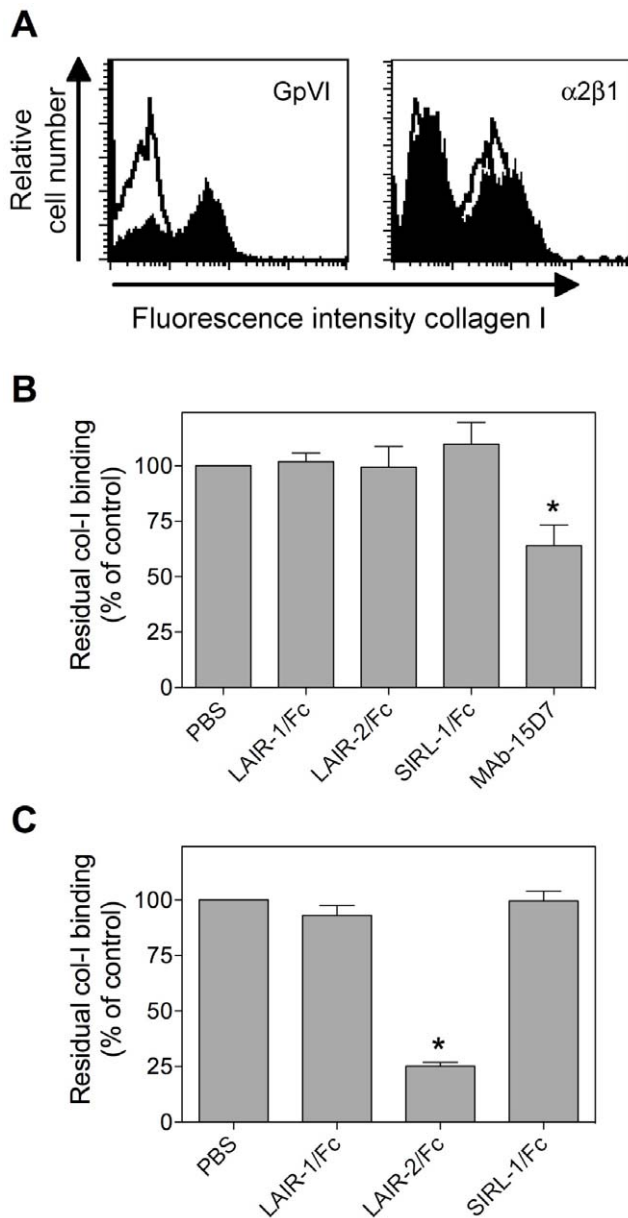 A
Relative
cell number
GpVI
α2β1
Fluorescence intensity collagen I
B
Residual col-I binding
(% of control)
100
75
50
25
0
*
PBS
LAIR-1/Fc
LAIR-2/Fc
SIRL-1/Fc
MAb-15D7
C
Residual col-I binding
(% of control)
100
75
50
25
0
*
PBS
LAIR-1/Fc
LAIR-2/Fc
SIRL-1/Fc